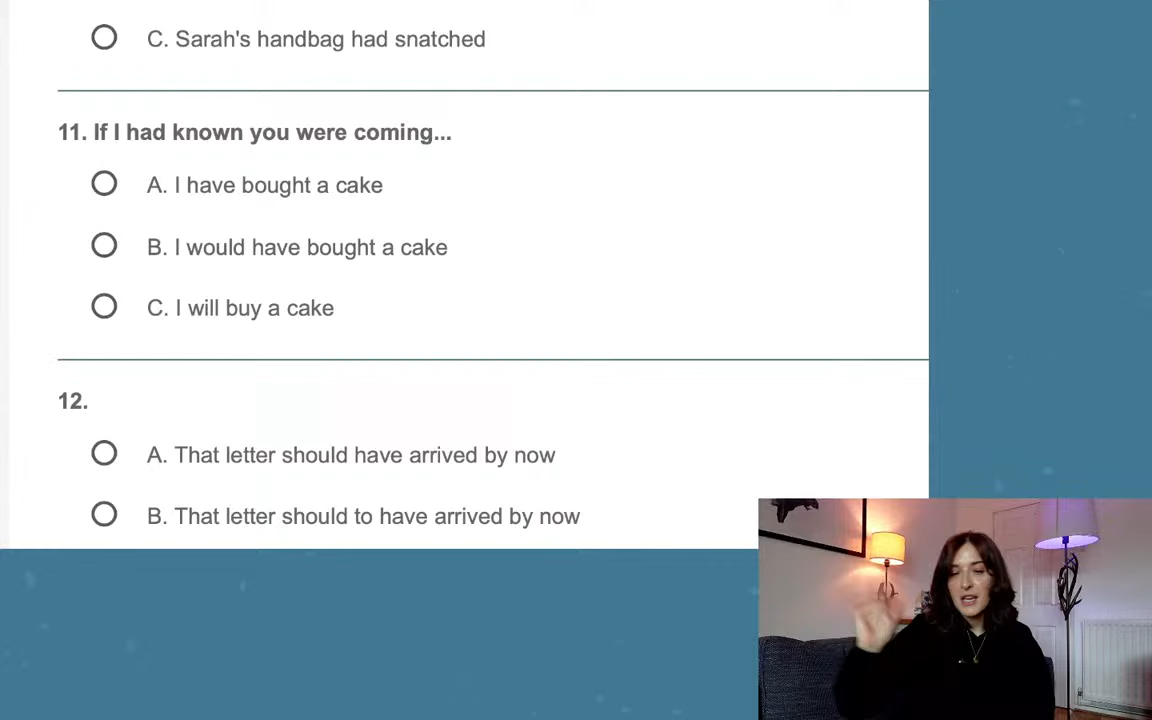 C. Sarah's handbag had snatched
11. If I had known you were coming...
A. I have bought a cake
B. I would have bought a cake
C. I will buy a cake
12.
A. That letter should have arrived by now
B. That letter should to have arrived by now